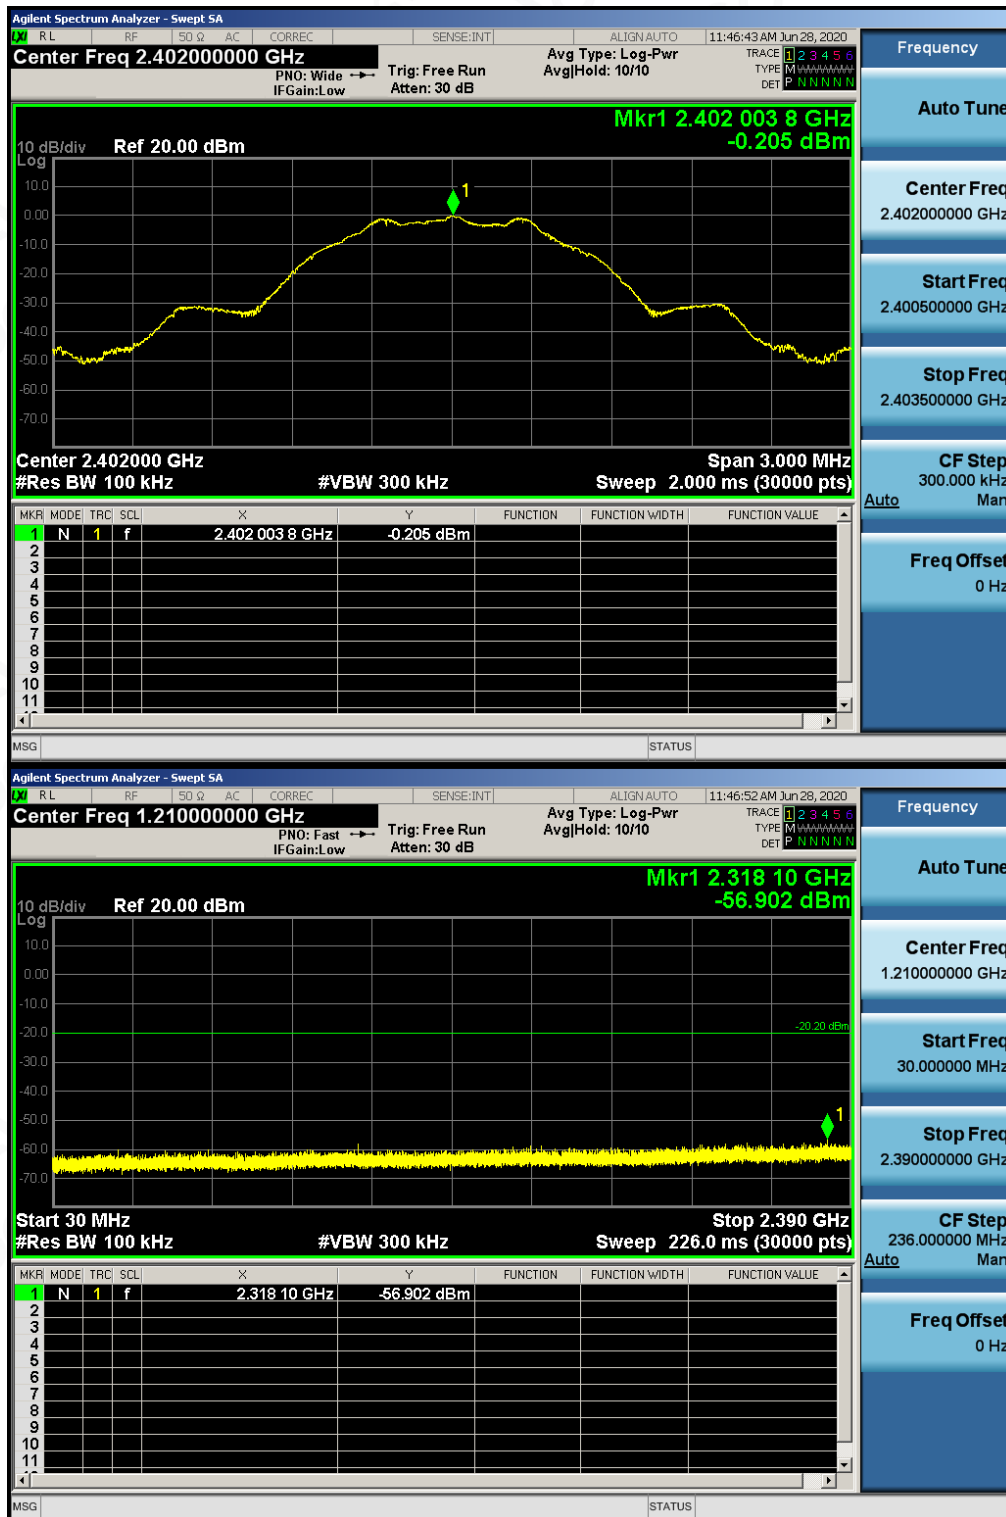 Agilent Spectrum Analyzer - Swept SA
LXI RL RF 50 Ω AC CORREC SENSE:INT ALIGN AUTO 11:46:43 AM Jun 28, 2020
Center Freq 2.402000000 GHz
PNO: Wide Trig: Free Run Avg Type: Log-Pwr TRACE 1 2 3 4 5 6
IFGain:Low Atten: 30 dB Avg|Hold: 10/10 TYPE M
DET P N N N N N
Mkr1 2.402 003 8 GHz
-0.205 dBm
10 dB/div Ref 20.00 dBm
Log
10.0
1
0.00
-10.0
-20.0
-30.0
-40.0
-50.0
-60.0
-70.0
Center 2.402000 GHz Span 3.000 MHz
#Res BW 100 kHz #VBW 300 kHz Sweep 2.000 ms (30000 pts)
MKR MODE TRC SCL X Y FUNCTION FUNCTION WIDTH FUNCTION VALUE
1 N 1 f 2.402 003 8 GHz -0.205 dBm
2
3
4
5
6
7
8
9
10
11
MSG STATUS
Frequency
Auto Tune
Center Freq
2.402000000 GHz
Start Freq
2.400500000 GHz
Stop Freq
2.403500000 GHz
CF Step
300.000 kHz
Auto Man
Freq Offset
0 Hz
Agilent Spectrum Analyzer - Swept SA
LXI RL RF 50 Ω AC CORREC SENSE:INT ALIGN AUTO 11:46:52 AM Jun 28, 2020
Center Freq 1.210000000 GHz
PNO: Fast Trig: Free Run Avg Type: Log-Pwr TRACE 1 2 3 4 5 6
IFGain:Low Atten: 30 dB Avg|Hold: 10/10 TYPE M
DET P N N N N N
Mkr1 2.318 10 GHz
-56.902 dBm
10 dB/div Ref 20.00 dBm
Log
10.0
0.00
-10.0
-20.0
-20.20 dBm
-30.0
-40.0
-50.0
1
-60.0
-70.0
Start 30 MHz Stop 2.390 GHz
#Res BW 100 kHz #VBW 300 kHz Sweep 226.0 ms (30000 pts)
MKR MODE TRC SCL X Y FUNCTION FUNCTION WIDTH FUNCTION VALUE
1 N 1 f 2.318 10 GHz -56.902 dBm
2
3
4
5
6
7
8
9
10
11
MSG STATUS
Frequency
Auto Tune
Center Freq
1.210000000 GHz
Start Freq
30.000000 MHz
Stop Freq
2.390000000 GHz
CF Step
236.000000 MHz
Auto Man
Freq Offset
0 Hz